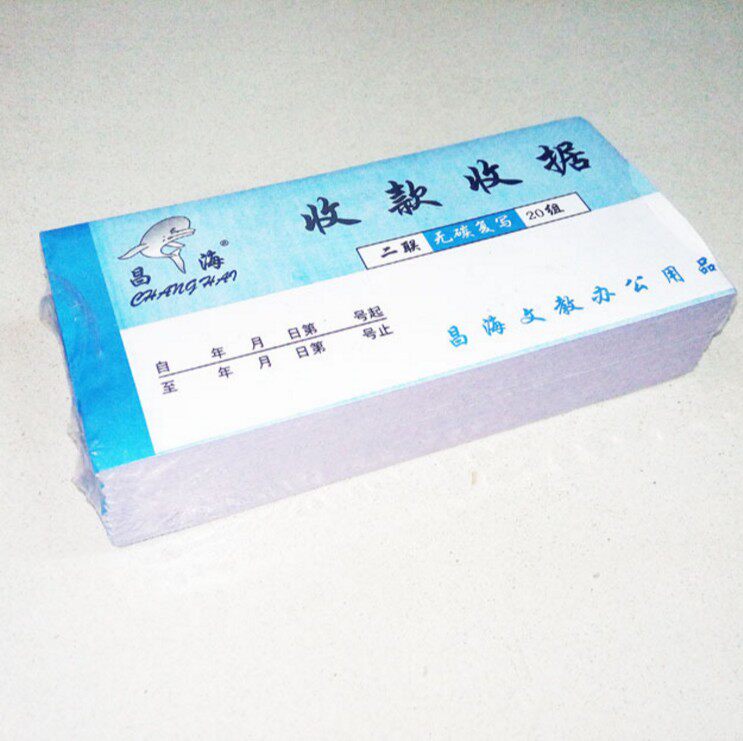 收款收据
二联 无碳复写 20组
昌海®
CHANGHAI
昌海文教办公用品
自 年 月 日第 号起
至 年 月 日第 号止